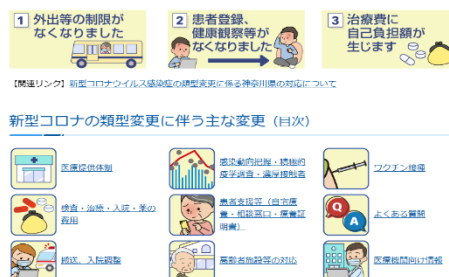 1 外出等の制限が
なくなりました
2 患者登録、
健康観察等が
なくなりました
3 治療費に
自己負担額が
生じます
【関連リンク】新型コロナウイルス感染症の類型変更に係る神奈川県の対応について
新型コロナの類型変更に伴う主な変更（目次）
医療提供体制
感染動向把握・積極的
疫学調査・濃厚接触者
ワクチン接種
検査・治療・入院・薬の
費用
患者支援等（自宅療
養・相談窓口・療養証
明書）
Q
A
よくある質問
搬送、入院調整
高齢者施設等の対応
医療機関向け情報